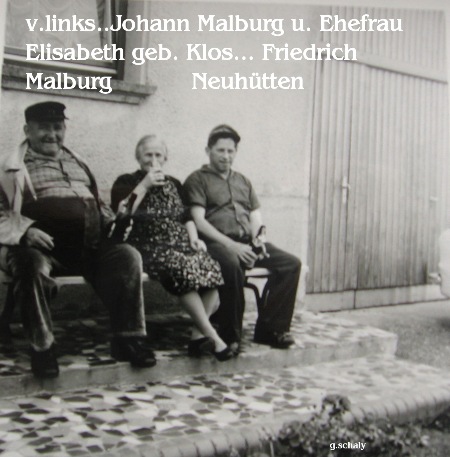 v.links..Johann Malburg u. Ehefrau
Elisabeth geb. Klos... Friedrich
Malburg Neuhütten
g.schaly